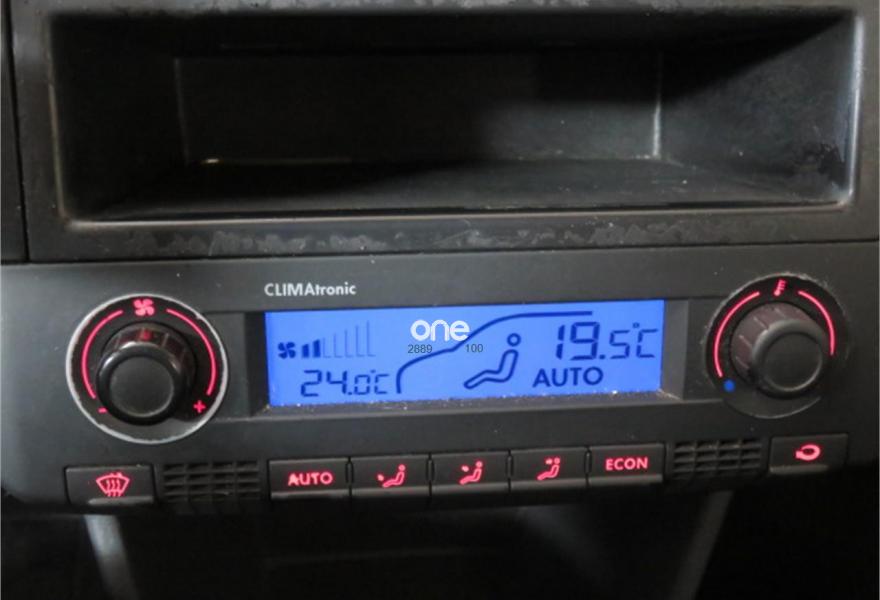 CLIMAtronic
one
2889 100
19.5°C
24.0°C
AUTO
- +
AUTO
ECON